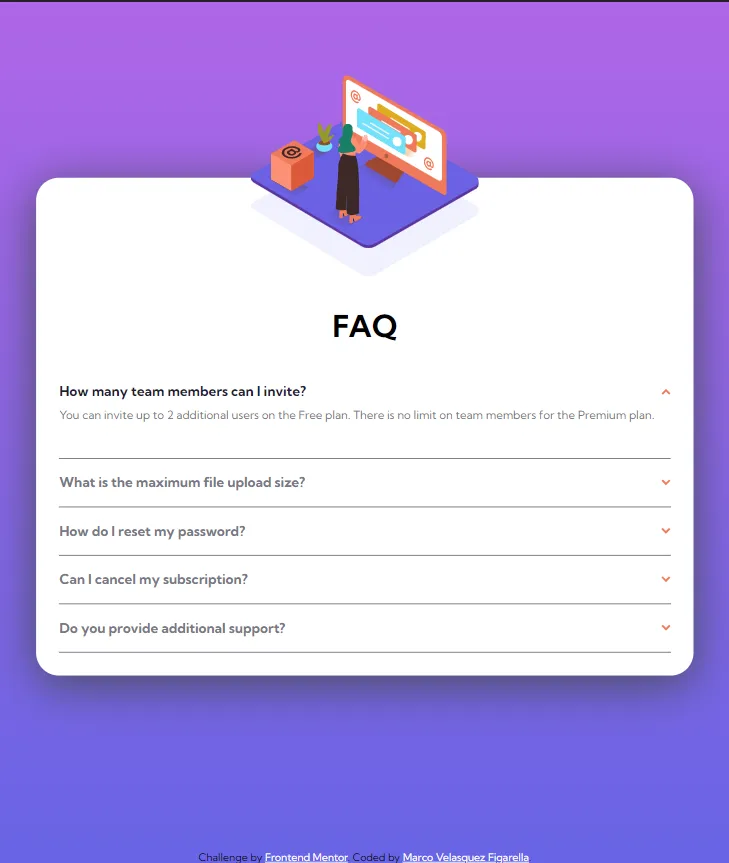 @
@
@
FAQ
How many team members can I invite?
You can invite up to 2 additional users on the Free plan. There is no limit on team members for the Premium plan.
What is the maximum file upload size?
How do I reset my password?
Can I cancel my subscription?
Do you provide additional support?
Challenge by Frontend Mentor. Coded by Marco Velasquez Figarella